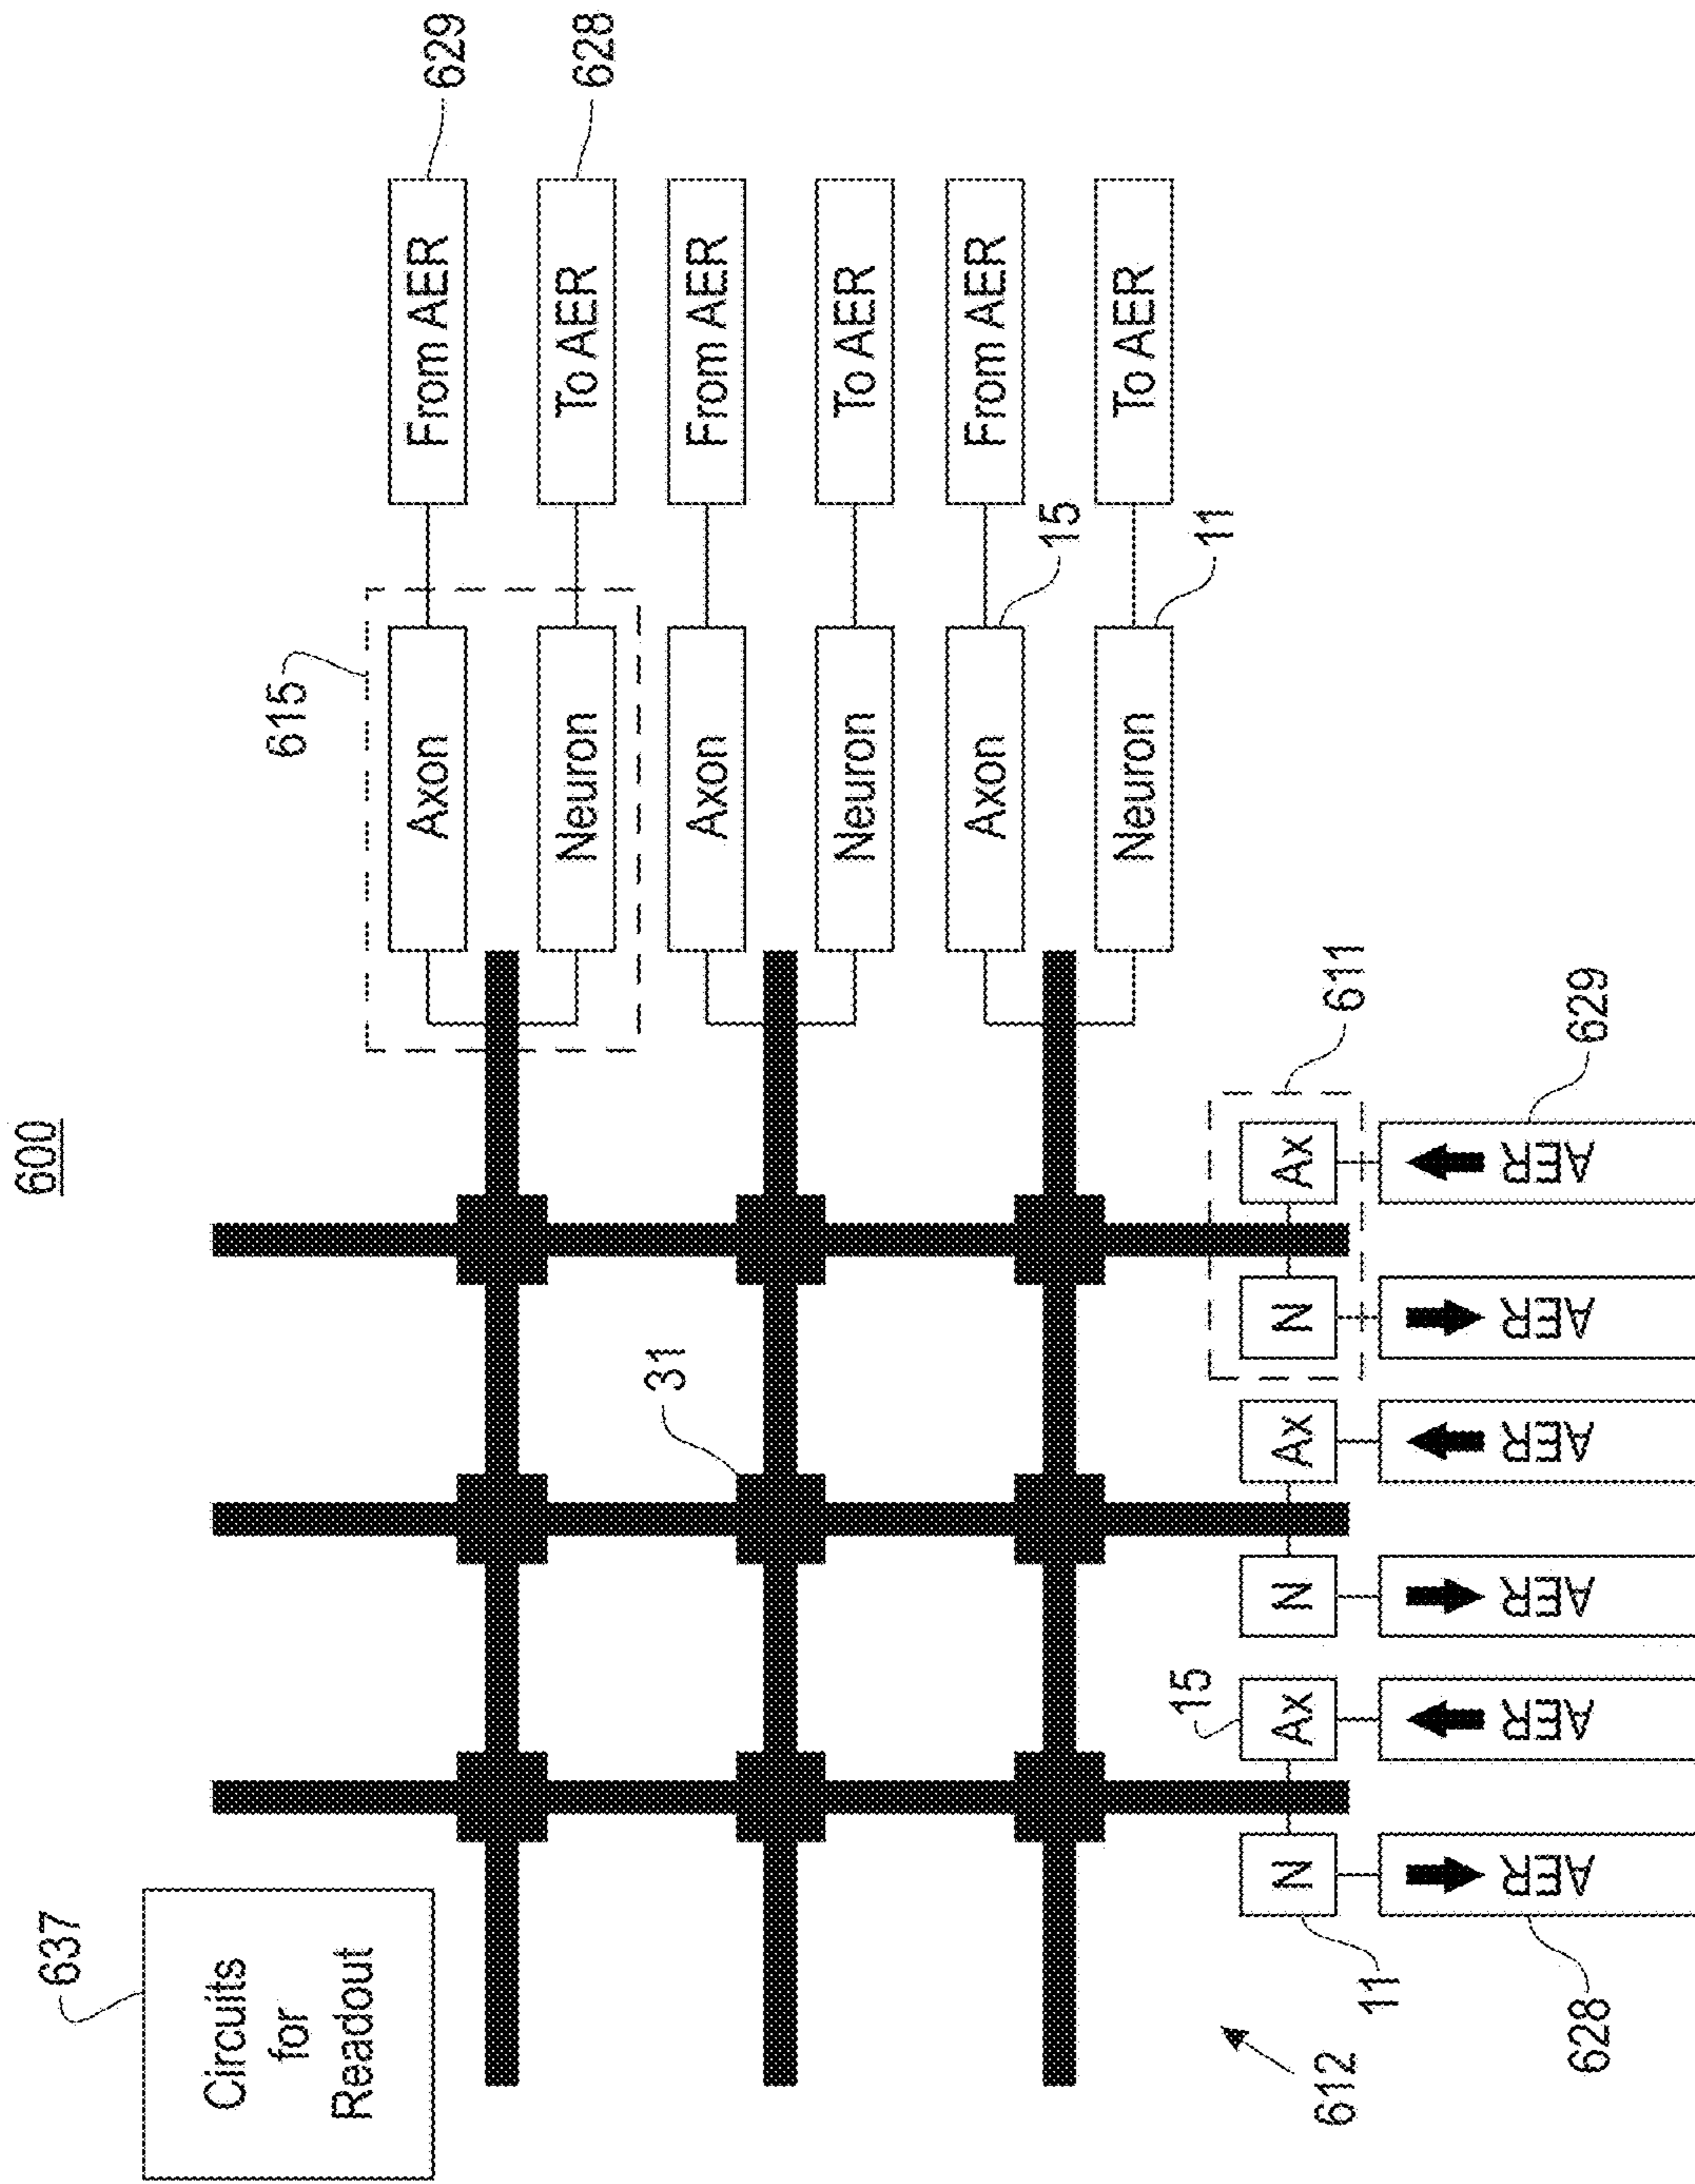 600
637
Circuits
for
Readout
615
Axon
From AER
629
Neuron
To AER
628
31
Axon
From AER
Neuron
To AER
Axon
From AER
15
Neuron
To AER
11
15
N
Ax
N
Ax
N
Ax
611
612
11
AER
AER
AER
AER
AER
AER
628
629